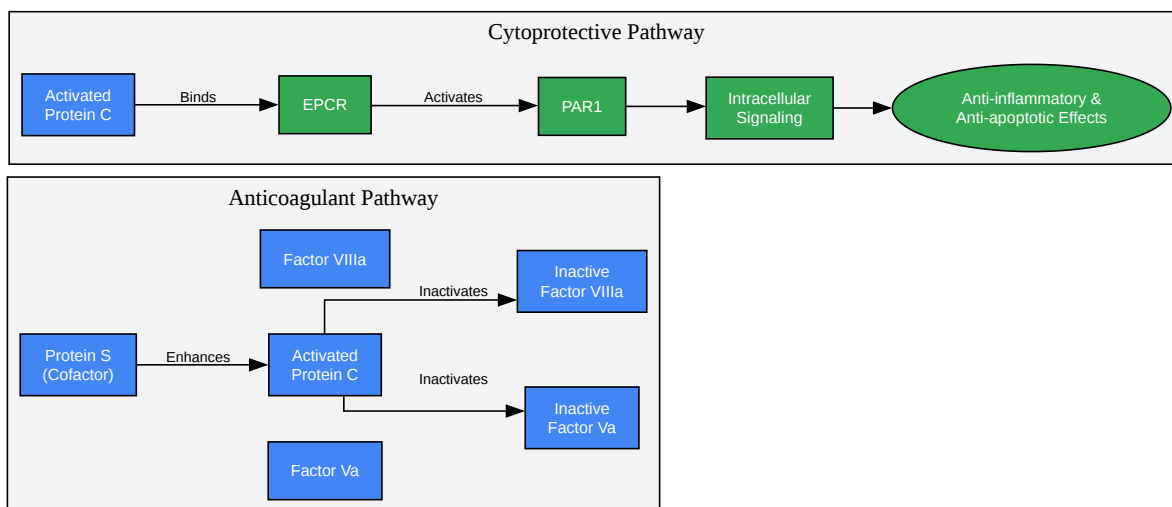 Cytoprotective Pathway
Activated
Protein C
Binds
EPCR
Activates
PAR1
Intracellular
Signaling
Anti-inflammatory &
Anti-apoptotic Effects
Anticoagulant Pathway
Factor VIIIa
Inactivates
Inactive
Factor VIIIa
Protein S
(Cofactor)
Enhances
Activated
Protein C
Inactivates
Inactive
Factor Va
Factor Va